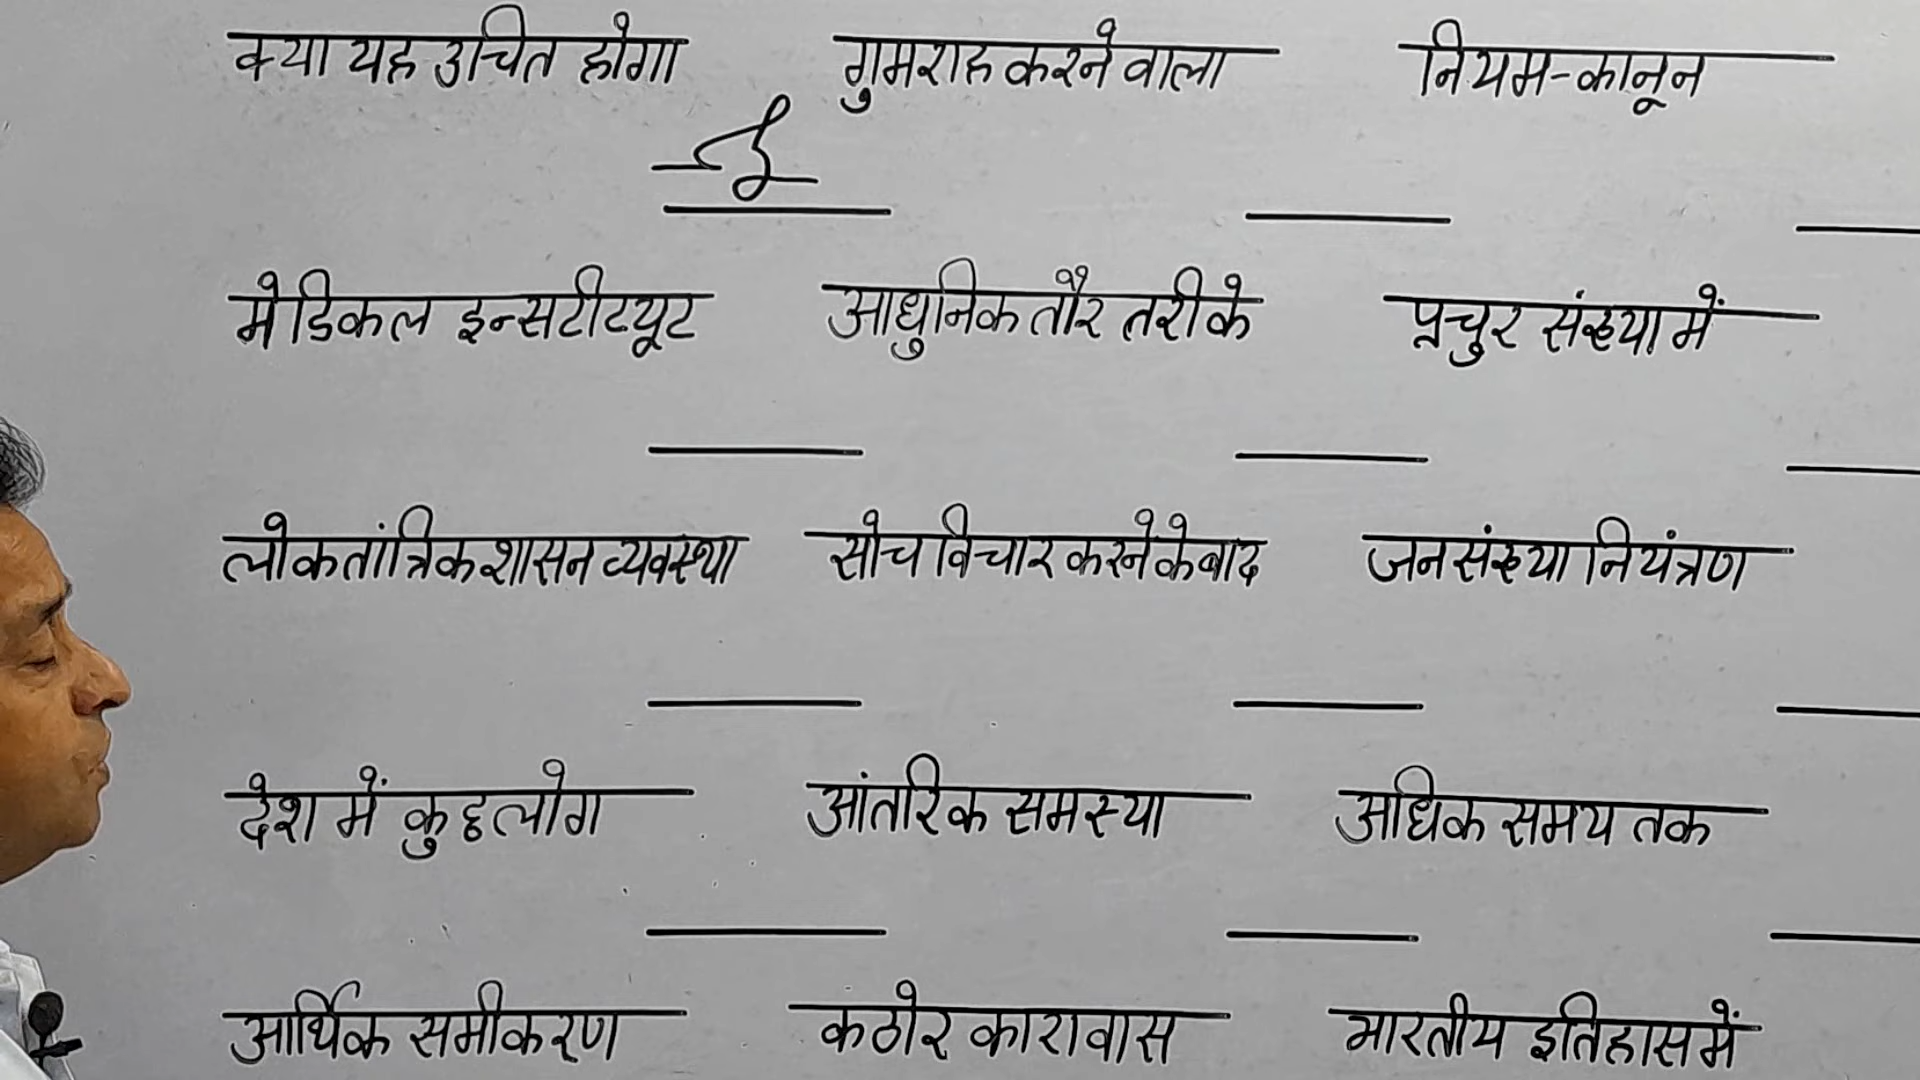 क्या यह उचित होगा गुमराह करने वाला नियम-कानून
मेडिकल इन्सटीटयूट आधुनिक तौर तरीके प्रचुर संख्या में
लोकतांत्रिक शासन व्यवस्था सोच विचार करने के बाद जनसंख्या नियंत्रण
देश में कुछ लोग आंतरिक समस्या अधिक समय तक
आर्थिक समीकरण कठोर कारावास भारतीय इतिहास में